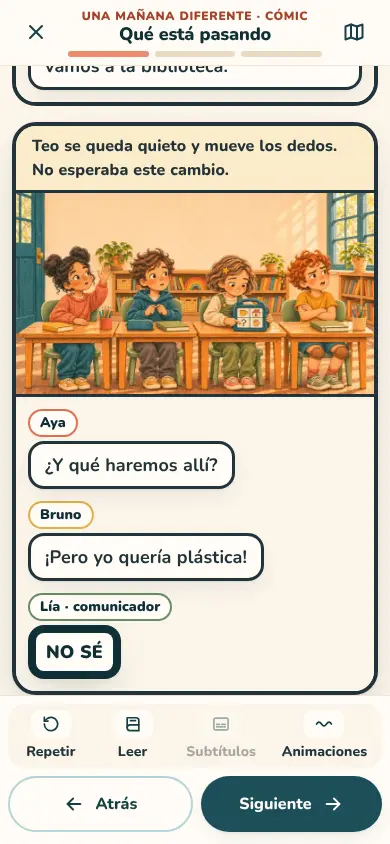 UNA MAÑANA DIFERENTE · CÓMIC
Qué está pasando
Vamos a la biblioteca.
Teo se queda quieto y mueve los dedos.
No esperaba este cambio.
Aya
¿Y qué haremos allí?
Bruno
¡Pero yo quería plástica!
Lía · comunicador
NO SÉ
Repetir
Leer
Subtítulos
Animaciones
Atrás
Siguiente